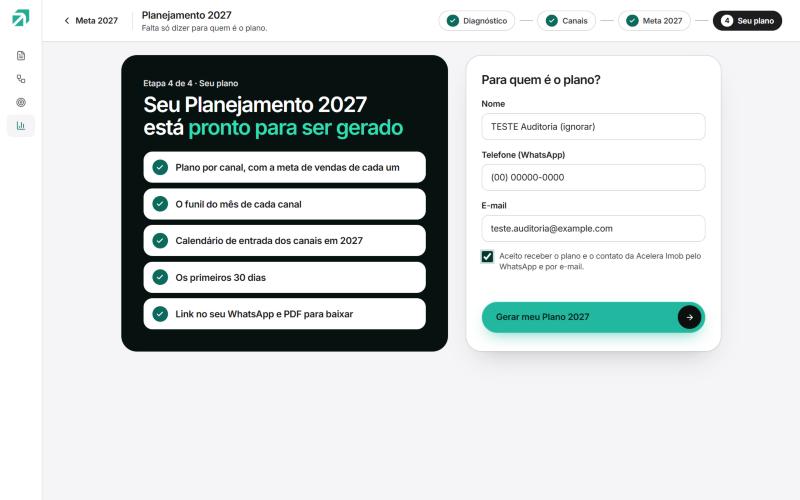 Meta 2027
Planejamento 2027
Falta só dizer para quem é o plano.
Diagnóstico
Canais
Meta 2027
4 Seu plano
Etapa 4 de 4 · Seu plano
Seu Planejamento 2027
está pronto para ser gerado
Plano por canal, com a meta de vendas de cada um
O funil do mês de cada canal
Calendário de entrada dos canais em 2027
Os primeiros 30 dias
Link no seu WhatsApp e PDF para baixar
Para quem é o plano?
Nome
TESTE Auditoria (ignorar)
Telefone (WhatsApp)
(00) 00000-0000
E-mail
teste.auditoria@example.com
Aceito receber o plano e o contato da Acelera Imob pelo
WhatsApp e por e-mail.
Gerar meu Plano 2027